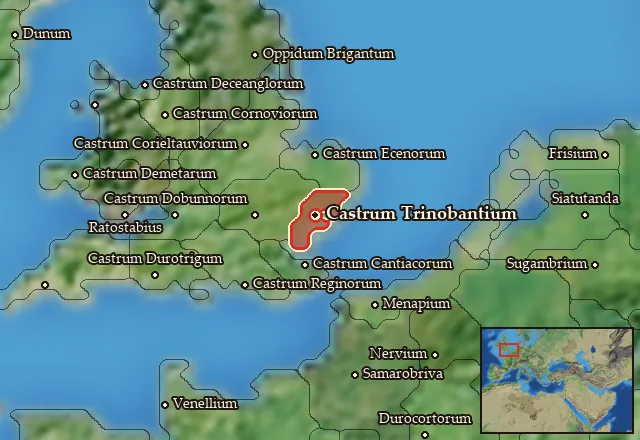 Dunum
Oppidum Brigantum
Castrum Deceanglorum
Castrum Cornoviorum
Castrum Corieltauviorum
Castrum Ecenorum
Frisium
Castrum Demetarum
Castrum Dobunnorum
Siatutanda
Castrum Trinobantium
Ratostabius
Castrum Durotrigum
Castrum Cantiacorum
Sugambrium
Castrum Reginorum
Menapium
Nervium
Samarobriva
Venellium
Durocortorum